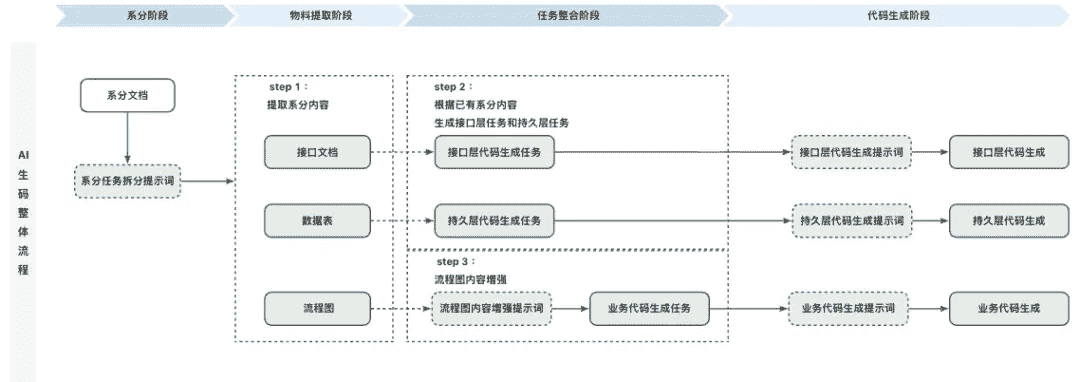 系分阶段
物料提取阶段
任务整合阶段
代码生成阶段
AI
生
码
整
体
流
程
系分文档
系分任务拆分提示词
step 1：
提取系分内容
接口文档
数据表
流程图
step 2：
根据已有系分内容
生成接口层任务和持久层任务
接口层代码生成任务
持久层代码生成任务
step 3：
流程图内容增强
流程图内容增强提示词
业务代码生成任务
接口层代码生成提示词
接口层代码生成
持久层代码生成提示词
持久层代码生成
业务代码生成提示词
业务代码生成